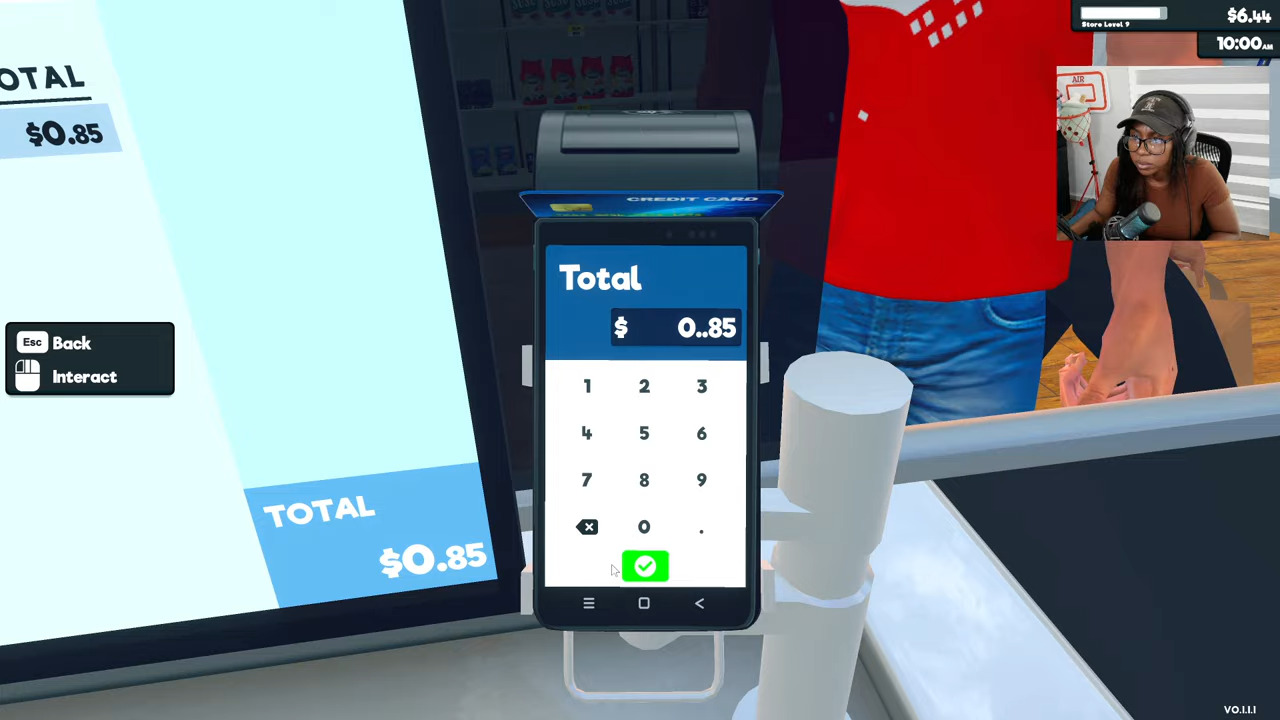 $6.44
Store Level 9
10:00AM
AIR
OTAL
$0.85
CREDIT CARD
Total
$ 0..85
Esc Back
Interact
1 2 3
4 5 6
7 8 9
0 .
TOTAL
$0.85
V0.1.1.1